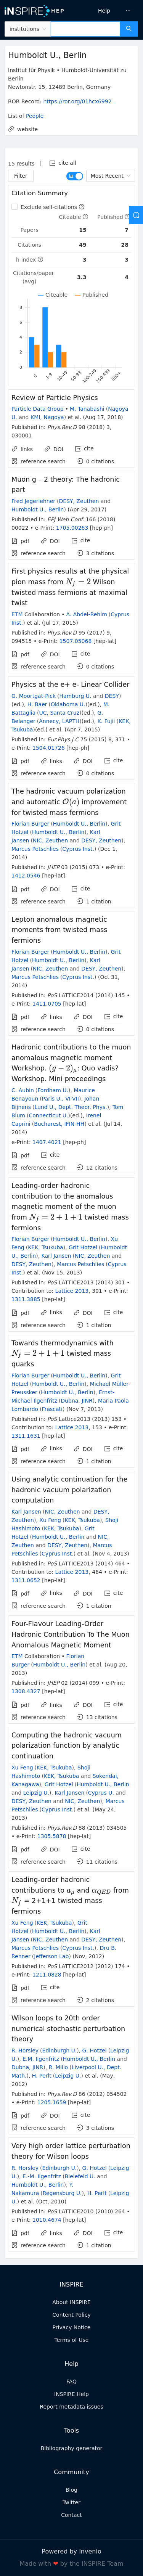 iNSPIRE HEP
Help
institutions
Humboldt U., Berlin
Institut für Physik • Humboldt-Universität zu
Berlin
Newtonstr. 15, 12489 Berlin, Germany
ROR Record: https://ror.org/01hcx6992
List of People
website
15 results | cite all
Filter
Most Recent
Citation Summary
Exclude self-citations
Citeable Published
Papers 15 7
Citations 49 28
h-index 3 3
Citations/paper
(avg) 3.3 4
Citeable Published
8
6
4
2
0
0
1-9
10-49
50-99
100-249
250-499
500+
Review of Particle Physics
Particle Data Group • M. Tanabashi (Nagoya
U. and KMI, Nagoya) et al. (Aug 17, 2018)
Published in: Phys.Rev.D 98 (2018) 3,
030001
links DOI cite
reference search 0 citations
Muon g – 2 theory: The hadronic
part
Fred Jegerlehner (DESY, Zeuthen and
Humboldt U., Berlin) (Apr 29, 2017)
Published in: EPJ Web Conf. 166 (2018)
00022 • e-Print: 1705.00263 [hep-ph]
pdf DOI cite
reference search 3 citations
First physics results at the physical
pion mass from N_f = 2 Wilson
twisted mass fermions at maximal
twist
ETM Collaboration • A. Abdel-Rehim (Cyprus
Inst.) et al. (Jul 17, 2015)
Published in: Phys.Rev.D 95 (2017) 9,
094515 • e-Print: 1507.05068 [hep-lat]
pdf DOI cite
reference search 0 citations
Physics at the e+ e- Linear Collider
G. Moortgat-Pick (Hamburg U. and DESY)
(ed.), H. Baer (Oklahoma U.)(ed.), M.
Battaglia (UC, Santa Cruz)(ed.), G.
Belanger (Annecy, LAPTH)(ed.), K. Fujii (KEK,
Tsukuba)(ed.) et al. (Apr 7, 2015)
Published in: Eur.Phys.J.C 75 (2015) 8, 371 •
e-Print: 1504.01726 [hep-ph]
pdf links DOI cite
reference search 0 citations
The hadronic vacuum polarization
and automatic O(a) improvement
for twisted mass fermions
Florian Burger (Humboldt U., Berlin), Grit
Hotzel (Humboldt U., Berlin), Karl
Jansen (NIC, Zeuthen and DESY, Zeuthen),
Marcus Petschlies (Cyprus Inst.) (Dec 1,
2014)
Published in: JHEP 03 (2015) 073 • e-Print:
1412.0546 [hep-lat]
pdf DOI cite
reference search 1 citation
Lepton anomalous magnetic
moments from twisted mass
fermions
Florian Burger (Humboldt U., Berlin), Grit
Hotzel (Humboldt U., Berlin), Karl
Jansen (NIC, Zeuthen and DESY, Zeuthen),
Marcus Petschlies (Cyprus Inst.) (Oct 31,
2014)
Published in: PoS LATTICE2014 (2015) 145 •
e-Print: 1411.0705 [hep-lat]
pdf links DOI cite
reference search 0 citations
Hadronic contributions to the muon
anomalous magnetic moment
Workshop. (g − 2)_μ: Quo vadis?
Workshop. Mini proceedings
C. Aubin (Fordham U.), Maurice
Benayoun (Paris U., VI-VII), Johan
Bijnens (Lund U., Dept. Theor. Phys.), Tom
Blum (Connecticut U.), Irenel
Caprini (Bucharest, IFIN-HH) et al. (Jul 14,
2014)
e-Print: 1407.4021 [hep-ph]
pdf cite
reference search 12 citations
Leading-order hadronic
contribution to the anomalous
magnetic moment of the muon
from N_f = 2 + 1 + 1 twisted mass
fermions
Florian Burger (Humboldt U., Berlin), Xu
Feng (KEK, Tsukuba), Grit Hotzel (Humboldt
U., Berlin), Karl Jansen (NIC, Zeuthen and
DESY, Zeuthen), Marcus Petschlies (Cyprus
Inst.) et al. (Nov 15, 2013)
Published in: PoS LATTICE2013 (2014) 301 •
Contribution to: Lattice 2013, 301 • e-Print:
1311.3885 [hep-lat]
pdf links DOI cite
reference search 1 citation
Towards thermodynamics with
N_f = 2 + 1 + 1 twisted mass
quarks
Florian Burger (Humboldt U., Berlin), Grit
Hotzel (Humboldt U., Berlin), Michael Müller-
Preussker (Humboldt U., Berlin), Ernst-
Michael Ilgenfritz (Dubna, JINR), Maria Paola
Lombardo (Frascati) (Nov 7, 2013)
Published in: PoS Lattice2013 (2013) 153 •
Contribution to: Lattice 2013, 153 • e-Print:
1311.1631 [hep-lat]
pdf links DOI cite
reference search 1 citation
Using analytic continuation for the
hadronic vacuum polarization
computation
Karl Jansen (NIC, Zeuthen and DESY,
Zeuthen), Xu Feng (KEK, Tsukuba), Shoji
Hashimoto (KEK, Tsukuba), Grit
Hotzel (Humboldt U., Berlin and NIC,
Zeuthen and DESY, Zeuthen), Marcus
Petschlies (Cyprus Inst.) (Nov 4, 2013)
Published in: PoS LATTICE2013 (2014) 464 •
Contribution to: Lattice 2013, 464 • e-Print:
1311.0652 [hep-lat]
pdf links DOI cite
reference search 1 citation
Four-Flavour Leading-Order
Hadronic Contribution To The Muon
Anomalous Magnetic Moment
ETM Collaboration • Florian
Burger (Humboldt U., Berlin) et al. (Aug 20,
2013)
Published in: JHEP 02 (2014) 099 • e-Print:
1308.4327 [hep-lat]
pdf links DOI cite
reference search 13 citations
Computing the hadronic vacuum
polarization function by analytic
continuation
Xu Feng (KEK, Tsukuba), Shoji
Hashimoto (KEK, Tsukuba and Sokendai,
Kanagawa), Grit Hotzel (Humboldt U., Berlin
and Leipzig U.), Karl Jansen (Cyprus U. and
DESY, Zeuthen and NIC, Zeuthen), Marcus
Petschlies (Cyprus Inst.) et al. (May 24,
2013)
Published in: Phys.Rev.D 88 (2013) 034505
• e-Print: 1305.5878 [hep-lat]
pdf DOI cite
reference search 11 citations
Leading-order hadronic
contributions to a_μ and α_QED from
N_f = 2+1+1 twisted mass
fermions
Xu Feng (KEK, Tsukuba), Grit
Hotzel (Humboldt U., Berlin), Karl
Jansen (NIC, Zeuthen and DESY, Zeuthen),
Marcus Petschlies (Cyprus Inst.), Dru B.
Renner (Jefferson Lab) (Nov, 2012)
Published in: PoS LATTICE2012 (2012) 174 •
e-Print: 1211.0828 [hep-lat]
pdf cite
reference search 2 citations
Wilson loops to 20th order
numerical stochastic perturbation
theory
R. Horsley (Edinburgh U.), G. Hotzel (Leipzig
U.), E.M. Ilgenfritz (Humboldt U., Berlin and
Dubna, JINR), R. Millo (Liverpool U., Dept.
Math.), H. Perlt (Leipzig U.) et al. (May,
2012)
Published in: Phys.Rev.D 86 (2012) 054502
• e-Print: 1205.1659 [hep-lat]
pdf DOI cite
reference search 3 citations
Very high order lattice perturbation
theory for Wilson loops
R. Horsley (Edinburgh U.), G. Hotzel (Leipzig
U.), E.-M. Ilgenfritz (Bielefeld U. and
Humboldt U., Berlin), Y.
Nakamura (Regensburg U.), H. Perlt (Leipzig
U.) et al. (Oct, 2010)
Published in: PoS LATTICE2010 (2010) 264 •
e-Print: 1010.4674 [hep-lat]
pdf links DOI cite
reference search 1 citation
INSPIRE
About INSPIRE
Content Policy
Privacy Notice
Terms of Use
Help
FAQ
INSPIRE Help
Report metadata issues
Tools
Bibliography generator
Community
Blog
Twitter
Contact
Powered by Invenio
Made with ❤ by the INSPIRE Team